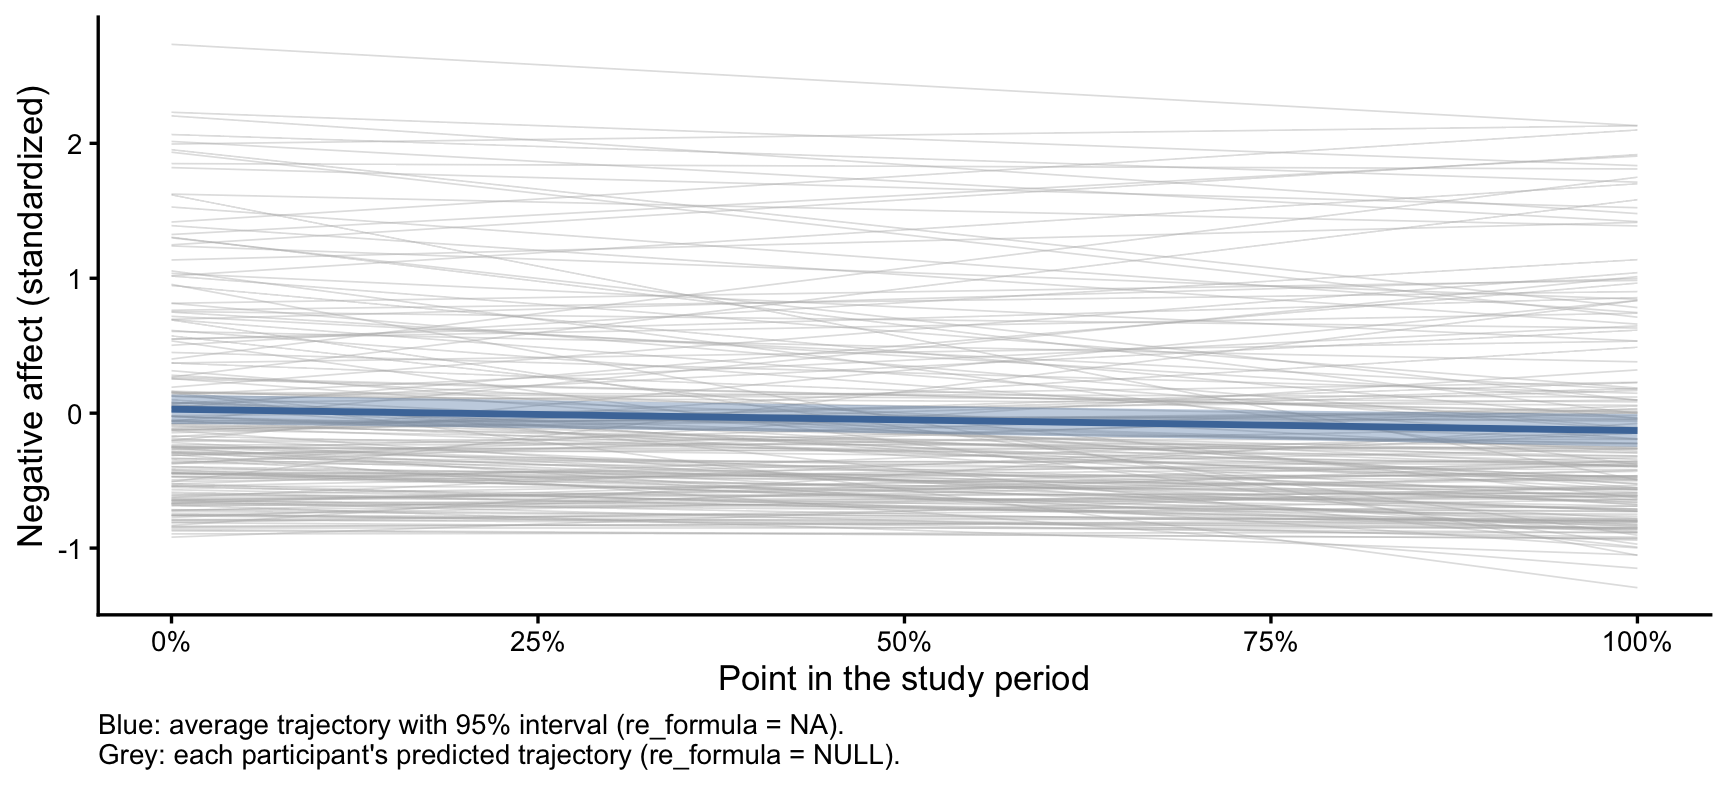 Negative affect (standardized)
2
1
0
-1
0%
25%
50%
75%
100%
Point in the study period
Blue: average trajectory with 95% interval (re_formula = NA).
Grey: each participant's predicted trajectory (re_formula = NULL).